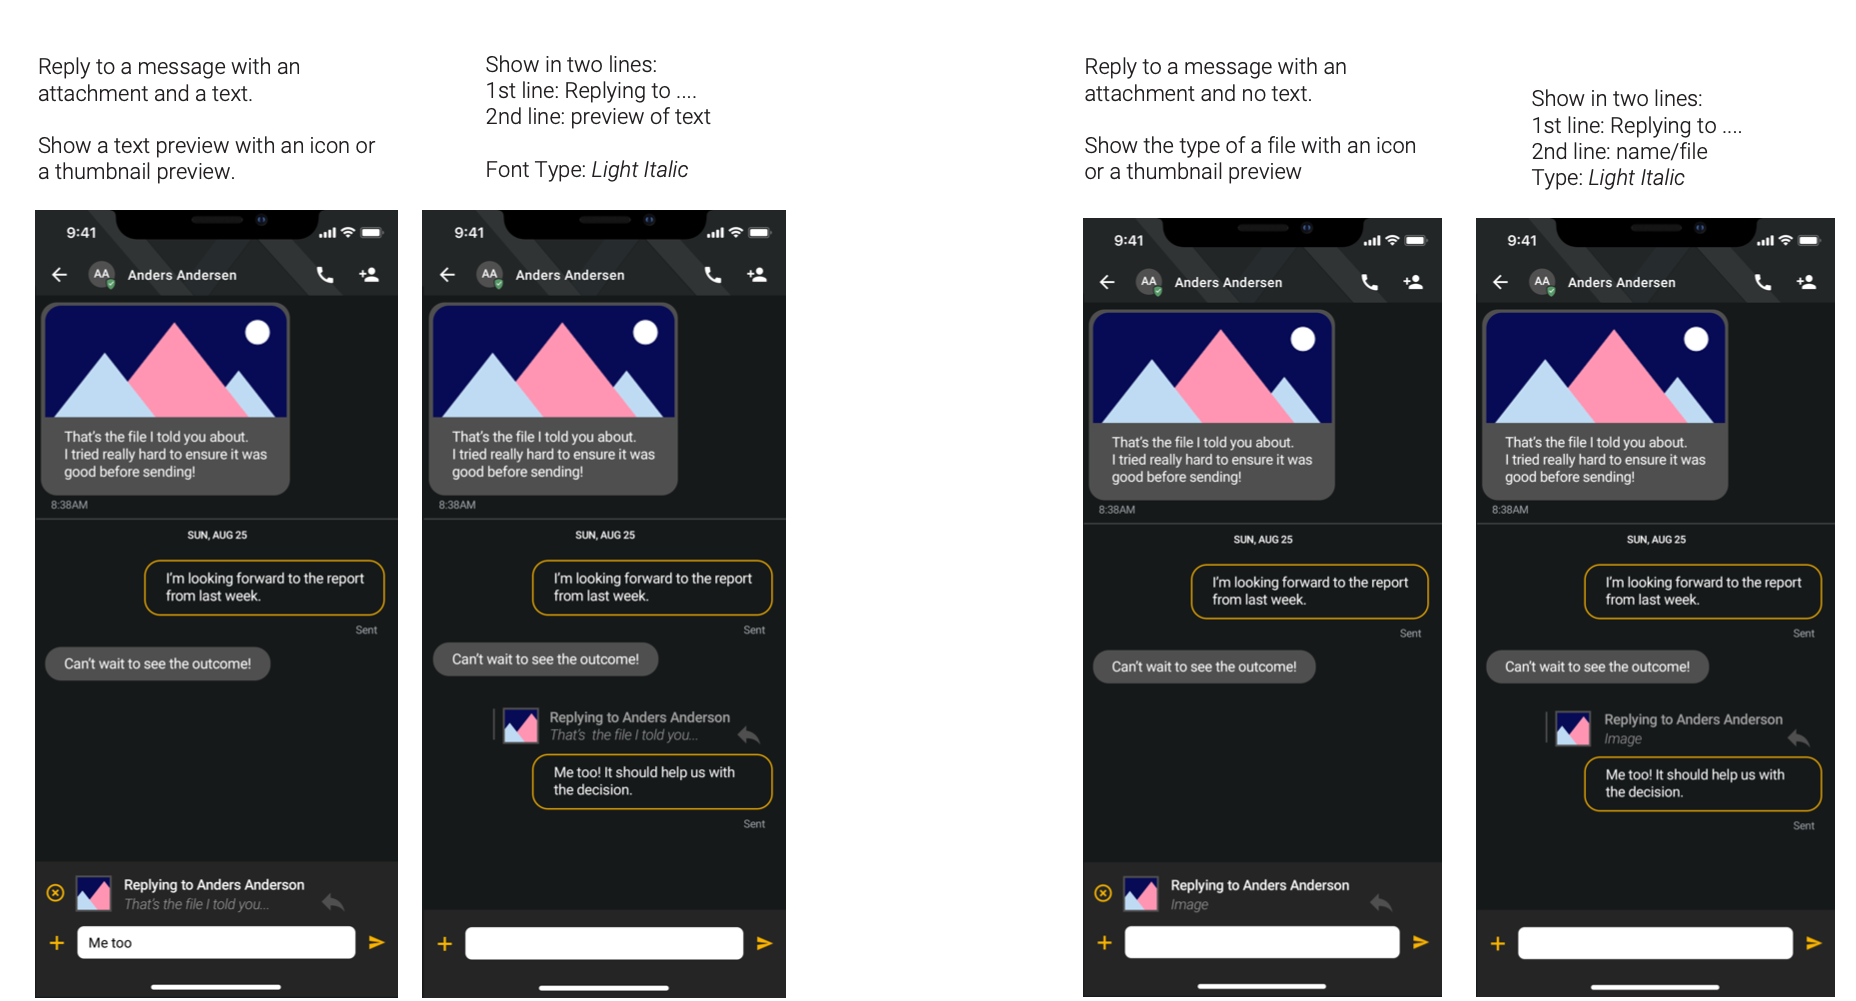 Reply to a message with an
attachment and a text.
Show a text preview with an icon or
a thumbnail preview.
Show in two lines:
1st line: Replying to ....
2nd line: preview of text
Font Type: Light Italic
9:41
AA
Anders Andersen
That's the file I told you about.
I tried really hard to ensure it was
good before sending!
8:38AM
SUN, AUG 25
I'm looking forward to the report
from last week.
Sent
Can't wait to see the outcome!
Replying to Anders Anderson
That's the file I told you...
Me too
9:41
AA
Anders Andersen
That's the file I told you about.
I tried really hard to ensure it was
good before sending!
8:38AM
SUN, AUG 25
I'm looking forward to the report
from last week.
Sent
Can't wait to see the outcome!
Replying to Anders Anderson
That's the file I told you...
Me too! It should help us with
the decision.
Sent
Reply to a message with an
attachment and no text.
Show the type of a file with an icon
or a thumbnail preview
Show in two lines:
1st line: Replying to ....
2nd line: name/file
Type: Light Italic
9:41
AA
Anders Andersen
That's the file I told you about.
I tried really hard to ensure it was
good before sending!
8:38AM
SUN, AUG 25
I'm looking forward to the report
from last week.
Sent
Can't wait to see the outcome!
Replying to Anders Anderson
Image
9:41
AA
Anders Andersen
That's the file I told you about.
I tried really hard to ensure it was
good before sending!
8:38AM
SUN, AUG 25
I'm looking forward to the report
from last week.
Sent
Can't wait to see the outcome!
Replying to Anders Anderson
Image
Me too! It should help us with
the decision.
Sent